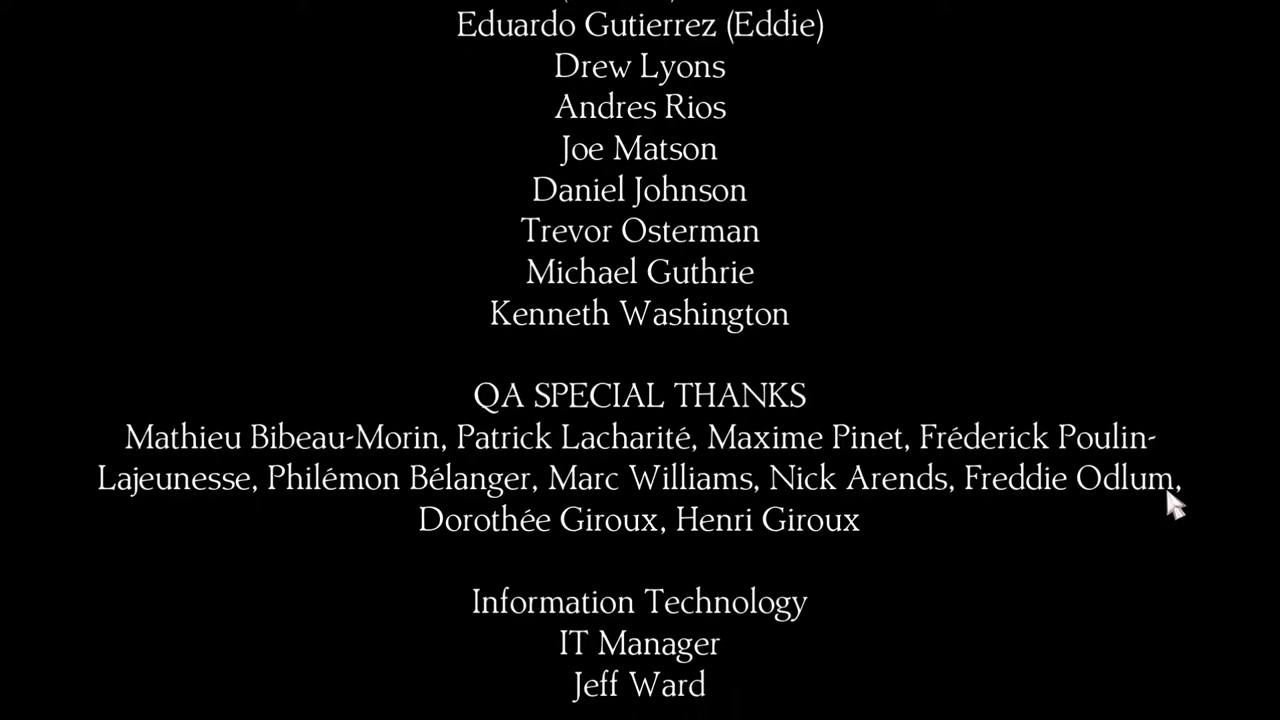 Eduardo Gutierrez (Eddie)
Drew Lyons
Andres Rios
Joe Matson
Daniel Johnson
Trevor Osterman
Michael Guthrie
Kenneth Washington
QA SPECIAL THANKS
Mathieu Bibeau-Morin, Patrick Lacharité, Maxime Pinet, Fréderick Poulin-
Lajeunesse, Philémon Bélanger, Marc Williams, Nick Arends, Freddie Odlum,
Dorothée Giroux, Henri Giroux
Information Technology
IT Manager
Jeff Ward